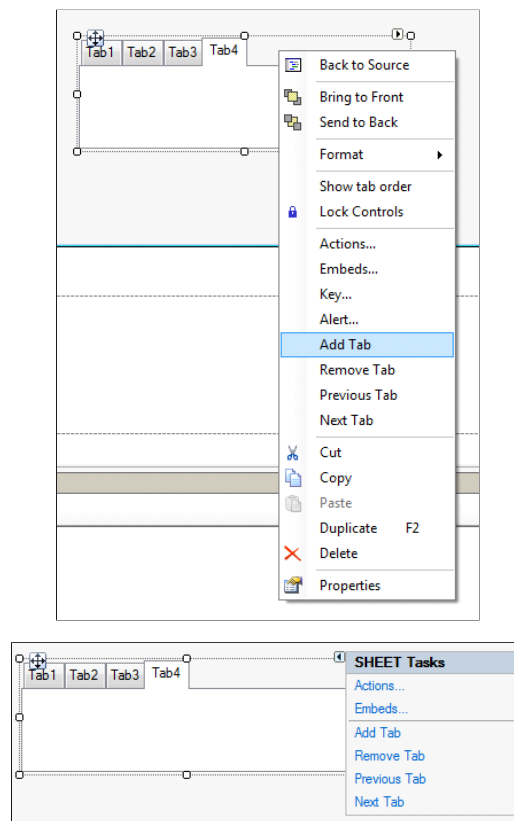 Tab1 Tab2 Tab3 Tab4
Back to Source
Bring to Front
Send to Back
Format
Show tab order
Lock Controls
Actions...
Embeds...
Key...
Alert...
Add Tab
Remove Tab
Previous Tab
Next Tab
Cut
Copy
Paste
Duplicate F2
Delete
Properties
Tab1 Tab2 Tab3 Tab4
SHEET Tasks
Actions...
Embeds...
Add Tab
Remove Tab
Previous Tab
Next Tab